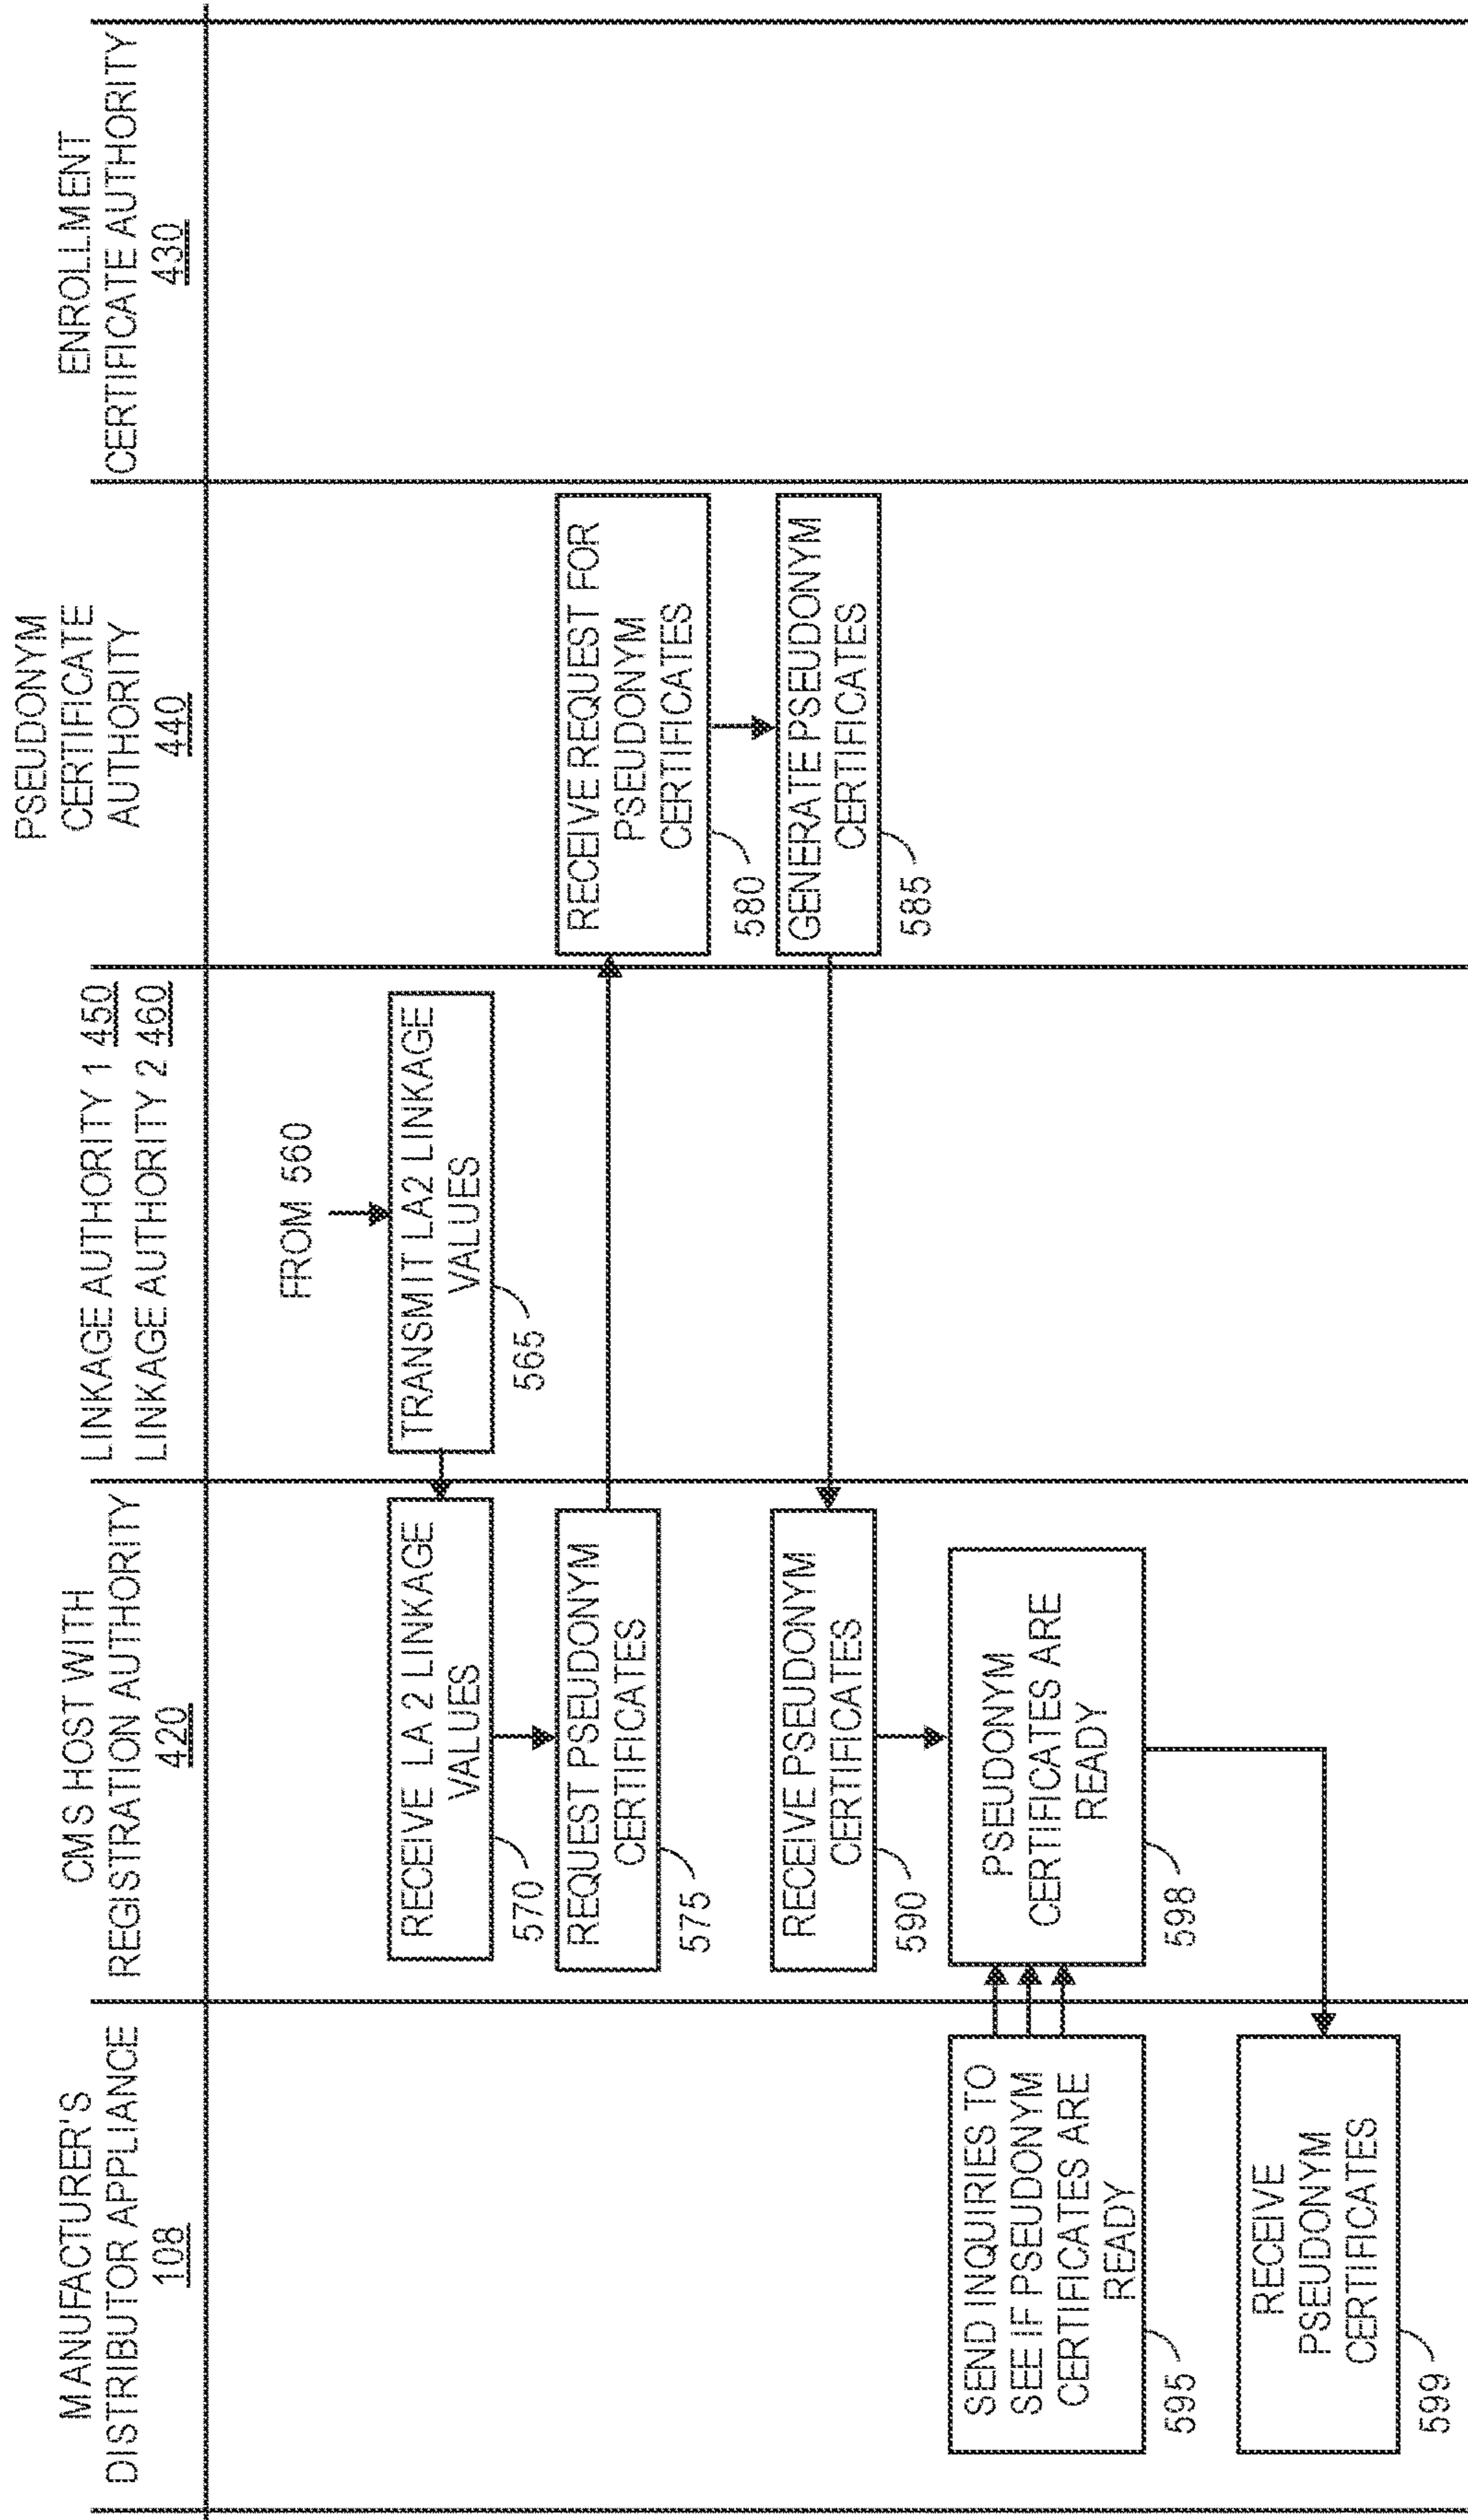 MANUFACTURER'S
DISTRIBUTOR APPLIANCE
108
CMS HOST WITH
REGISTRATION AUTHORITY
420
LINKAGE AUTHORITY 1 450
LINKAGE AUTHORITY 2 460
PSEUDONYM
CERTIFICATE
AUTHORITY
440
ENROLLMENT
CERTIFICATE AUTHORITY
430
FROM 560
TRANSMIT LA2 LINKAGE
VALUES
565
RECEIVE LA 2 LINKAGE
VALUES
570
REQUEST PSEUDONYM
CERTIFICATES
575
RECEIVE REQUEST FOR
PSEUDONYM
CERTIFICATES
580
GENERATE PSEUDONYM
CERTIFICATES
585
RECEIVE PSEUDONYM
CERTIFICATES
590
SEND INQUIRIES TO
SEE IF PSEUDONYM
CERTIFICATES ARE
READY
595
PSEUDONYM
CERTIFICATES ARE
READY
598
RECEIVE
PSEUDONYM
CERTIFICATES
599